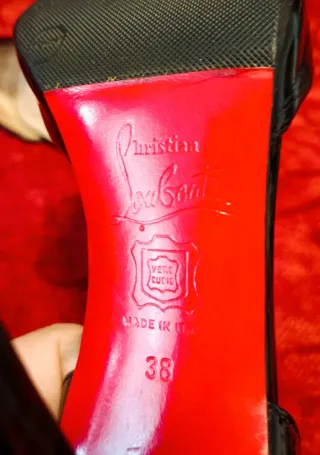 Christian
Louboutin
VERO
CUOIO
MADE IN ITALY
38